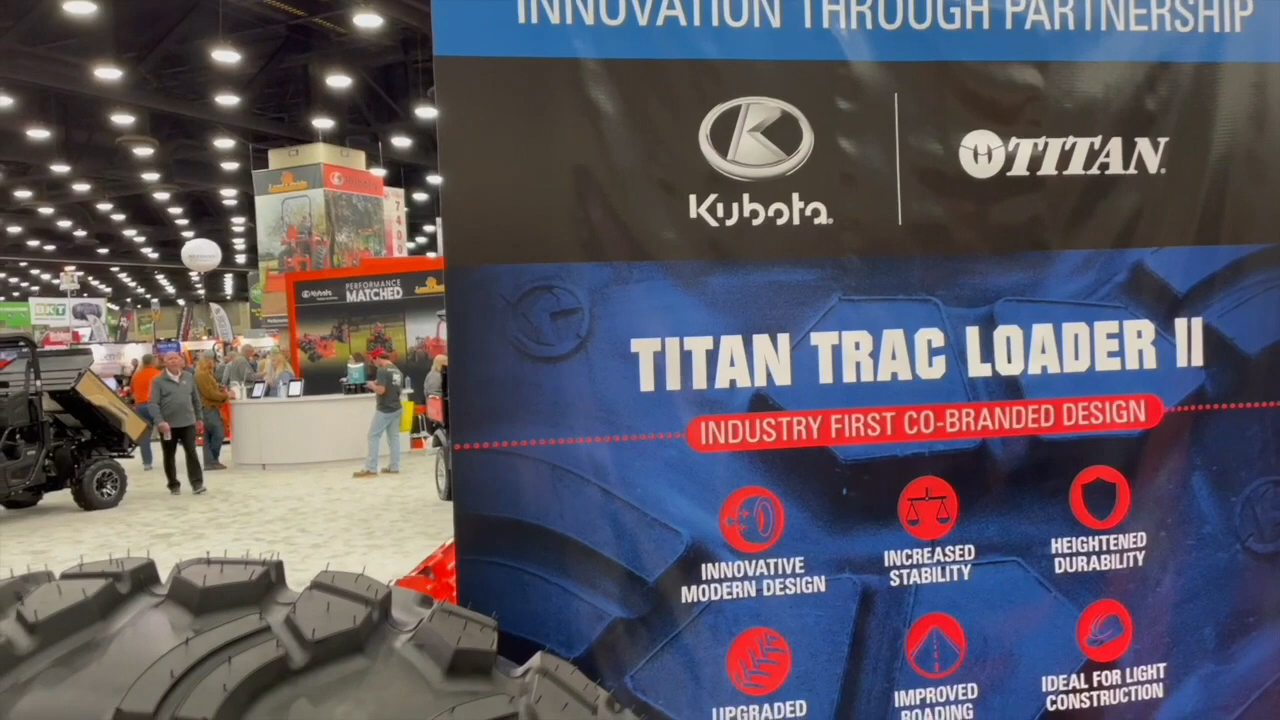 INNOVATION THROUGH PARTNERSHIP
Kubota
TITAN
TITAN TRAC LOADER II
INDUSTRY FIRST CO-BRANDED DESIGN
INNOVATIVE
MODERN DESIGN
INCREASED
STABILITY
HEIGHTENED
DURABILITY
UPGRADED
IMPROVED
ROADING
IDEAL FOR LIGHT
CONSTRUCTION
7400
Kubota
PERFORMANCE
MATCHED
BKT